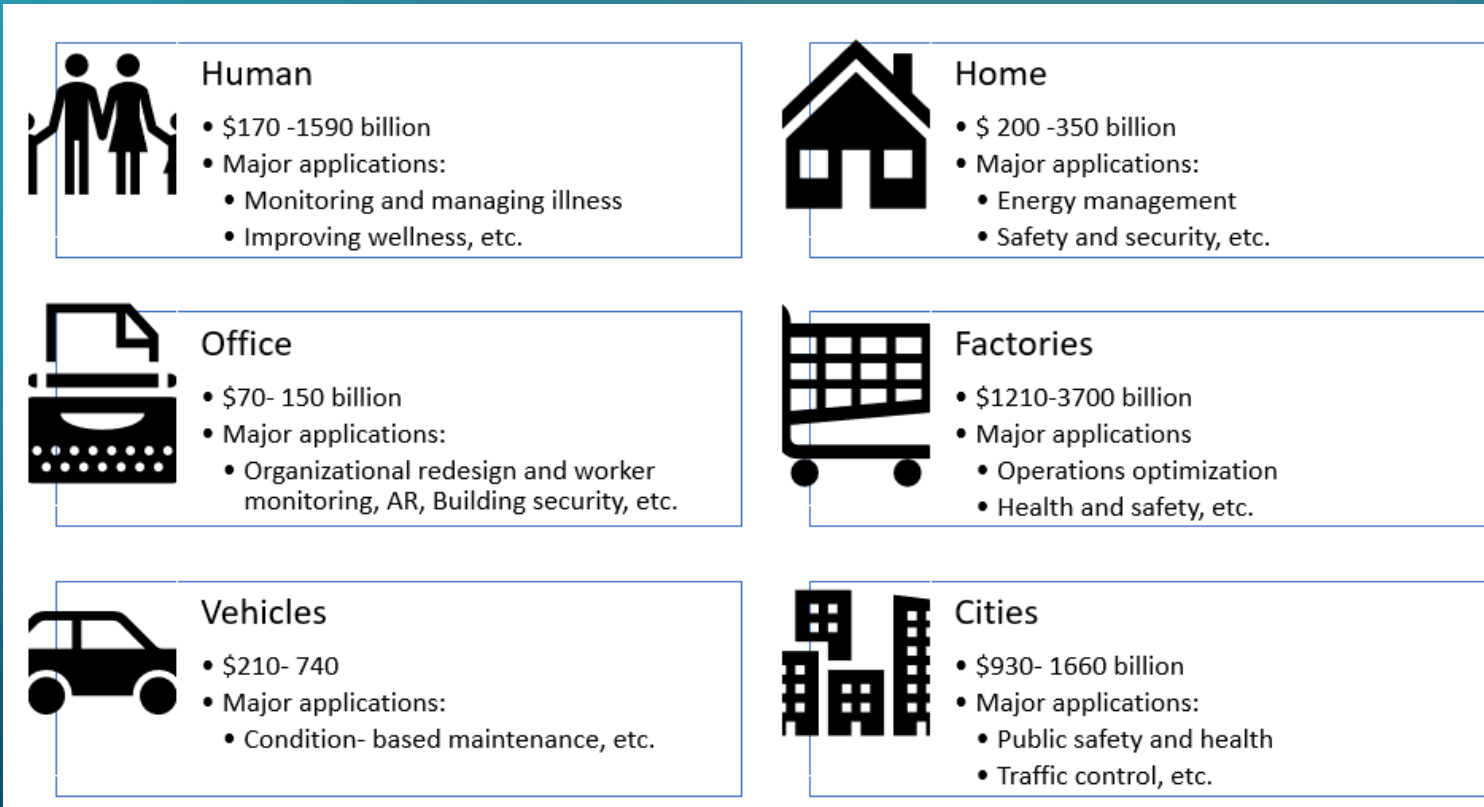 Human
• $170 -1590 billion
• Major applications:
• Monitoring and managing illness
• Improving wellness, etc.
Home
• $ 200 -350 billion
• Major applications:
• Energy management
• Safety and security, etc.
Office
• $70- 150 billion
• Major applications:
• Organizational redesign and worker
monitoring, AR, Building security, etc.
Factories
• $1210-3700 billion
• Major applications
• Operations optimization
• Health and safety, etc.
Vehicles
• $210- 740
• Major applications:
• Condition- based maintenance, etc.
Cities
• $930- 1660 billion
• Major applications:
• Public safety and health
• Traffic control, etc.